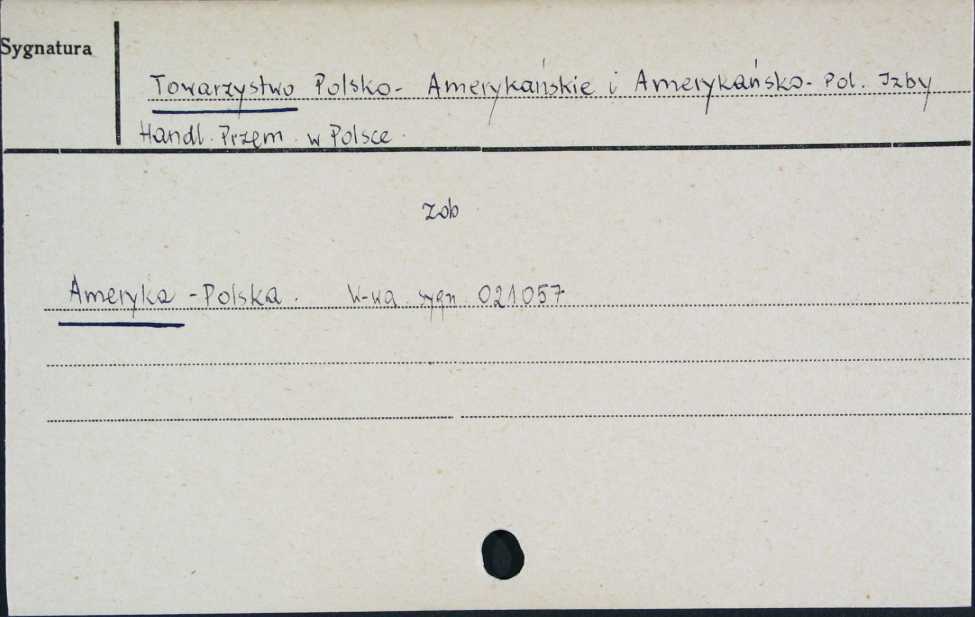 Sygnatura
Towarzystwo Polsko- Amerykańskie i Amerykańsko- Pol. Izby
Handl. Przem. w Polsce.
zob
Ameryka - Polska. W-wa. sygn. 021057